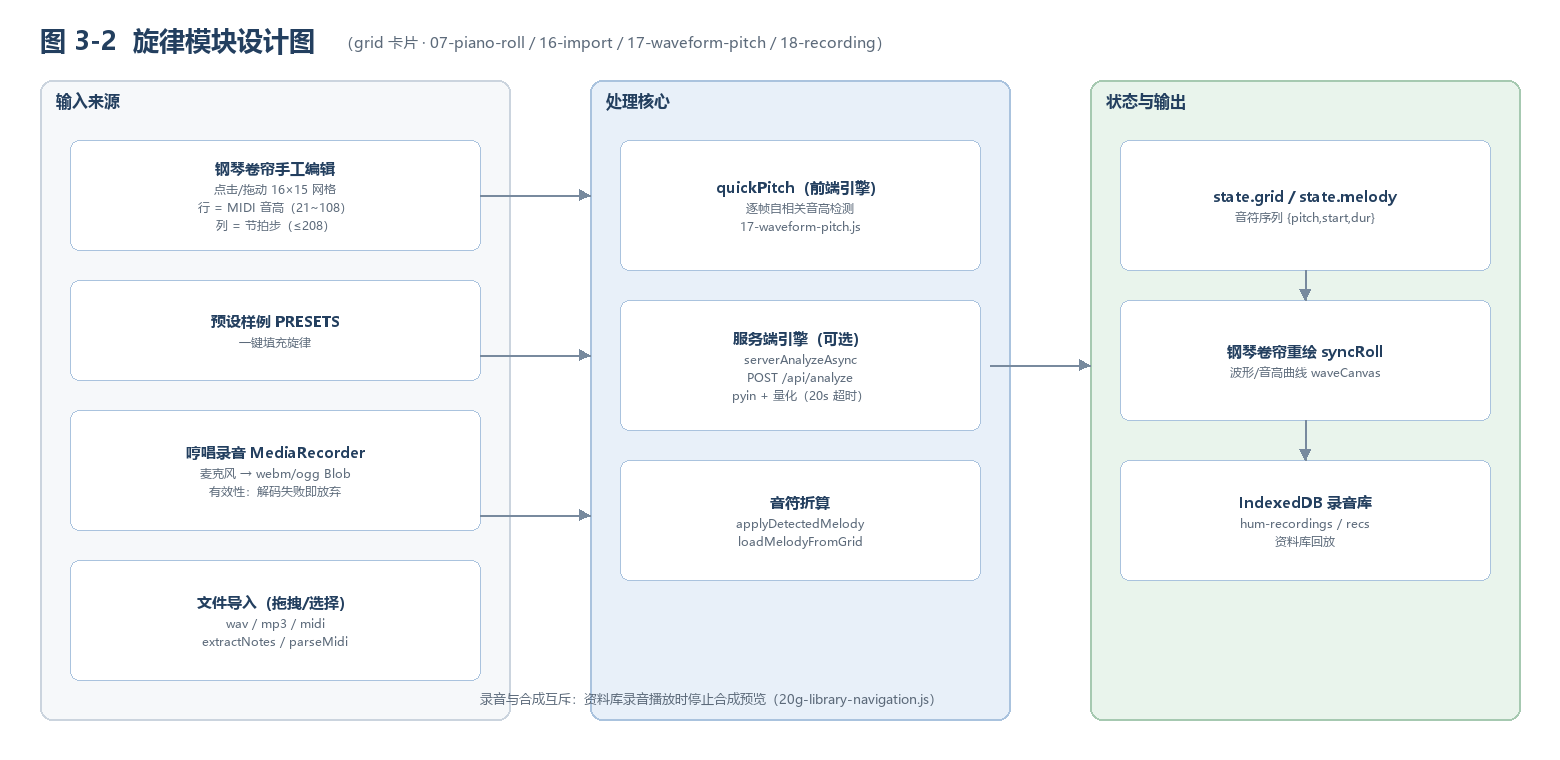 图 3-2 旋律模块设计图 （grid 卡片 · 07-piano-roll / 16-import / 17-waveform-pitch / 18-recording）
输入来源
钢琴卷帘手工编辑
点击/拖动 16×15 网格
行 = MIDI 音高（21~108）
列 = 节拍步（≤208）
预设样例 PRESETS
一键填充旋律
哼唱录音 MediaRecorder
麦克风 → webm/ogg Blob
有效性：解码失败即放弃
文件导入（拖拽/选择）
wav / mp3 / midi
extractNotes / parseMidi
处理核心
quickPitch（前端引擎）
逐帧自相关音高检测
17-waveform-pitch.js
服务端引擎（可选）
serverAnalyzeAsync
POST /api/analyze
pyin + 量化（20s 超时）
音符折算
applyDetectedMelody
loadMelodyFromGrid
状态与输出
state.grid / state.melody
音符序列 {pitch,start,dur}
钢琴卷帘重绘 syncRoll
波形/音高曲线 waveCanvas
IndexedDB 录音库
hum-recordings / recs
资料库回放
录音与合成互斥：资料库录音播放时停止合成预览（20g-library-navigation.js）